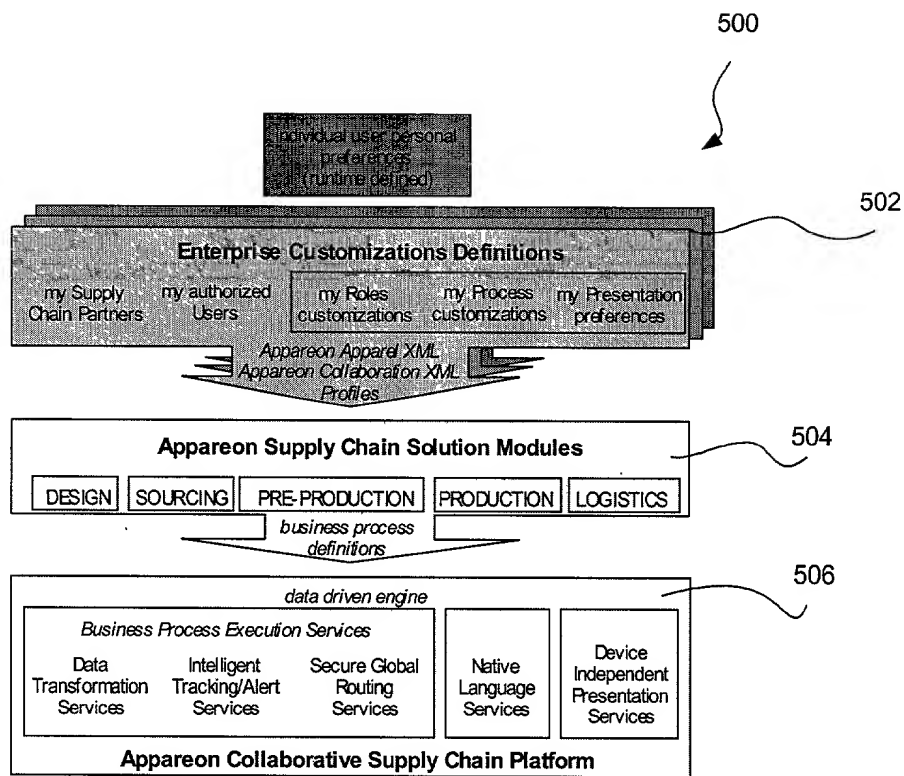 500
Individual user personal
preferences
(runtime defined)
502
Enterprise Customizations Definitions
my Supply
Chain Partners
my authorized
Users
my Roles
customizations
my Process
customizations
my Presentation
preferences
Appareon Apparel XML
Appareon Collaboration XML
Profiles
504
Appareon Supply Chain Solution Modules
DESIGN
SOURCING
PRE-PRODUCTION
PRODUCTION
LOGISTICS
business process
definitions
506
data driven engine
Business Process Execution Services
Data
Transformation
Services
Intelligent
Tracking/Alert
Services
Secure Global
Routing
Services
Native
Language
Services
Device
Independent
Presentation
Services
Appareon Collaborative Supply Chain Platform